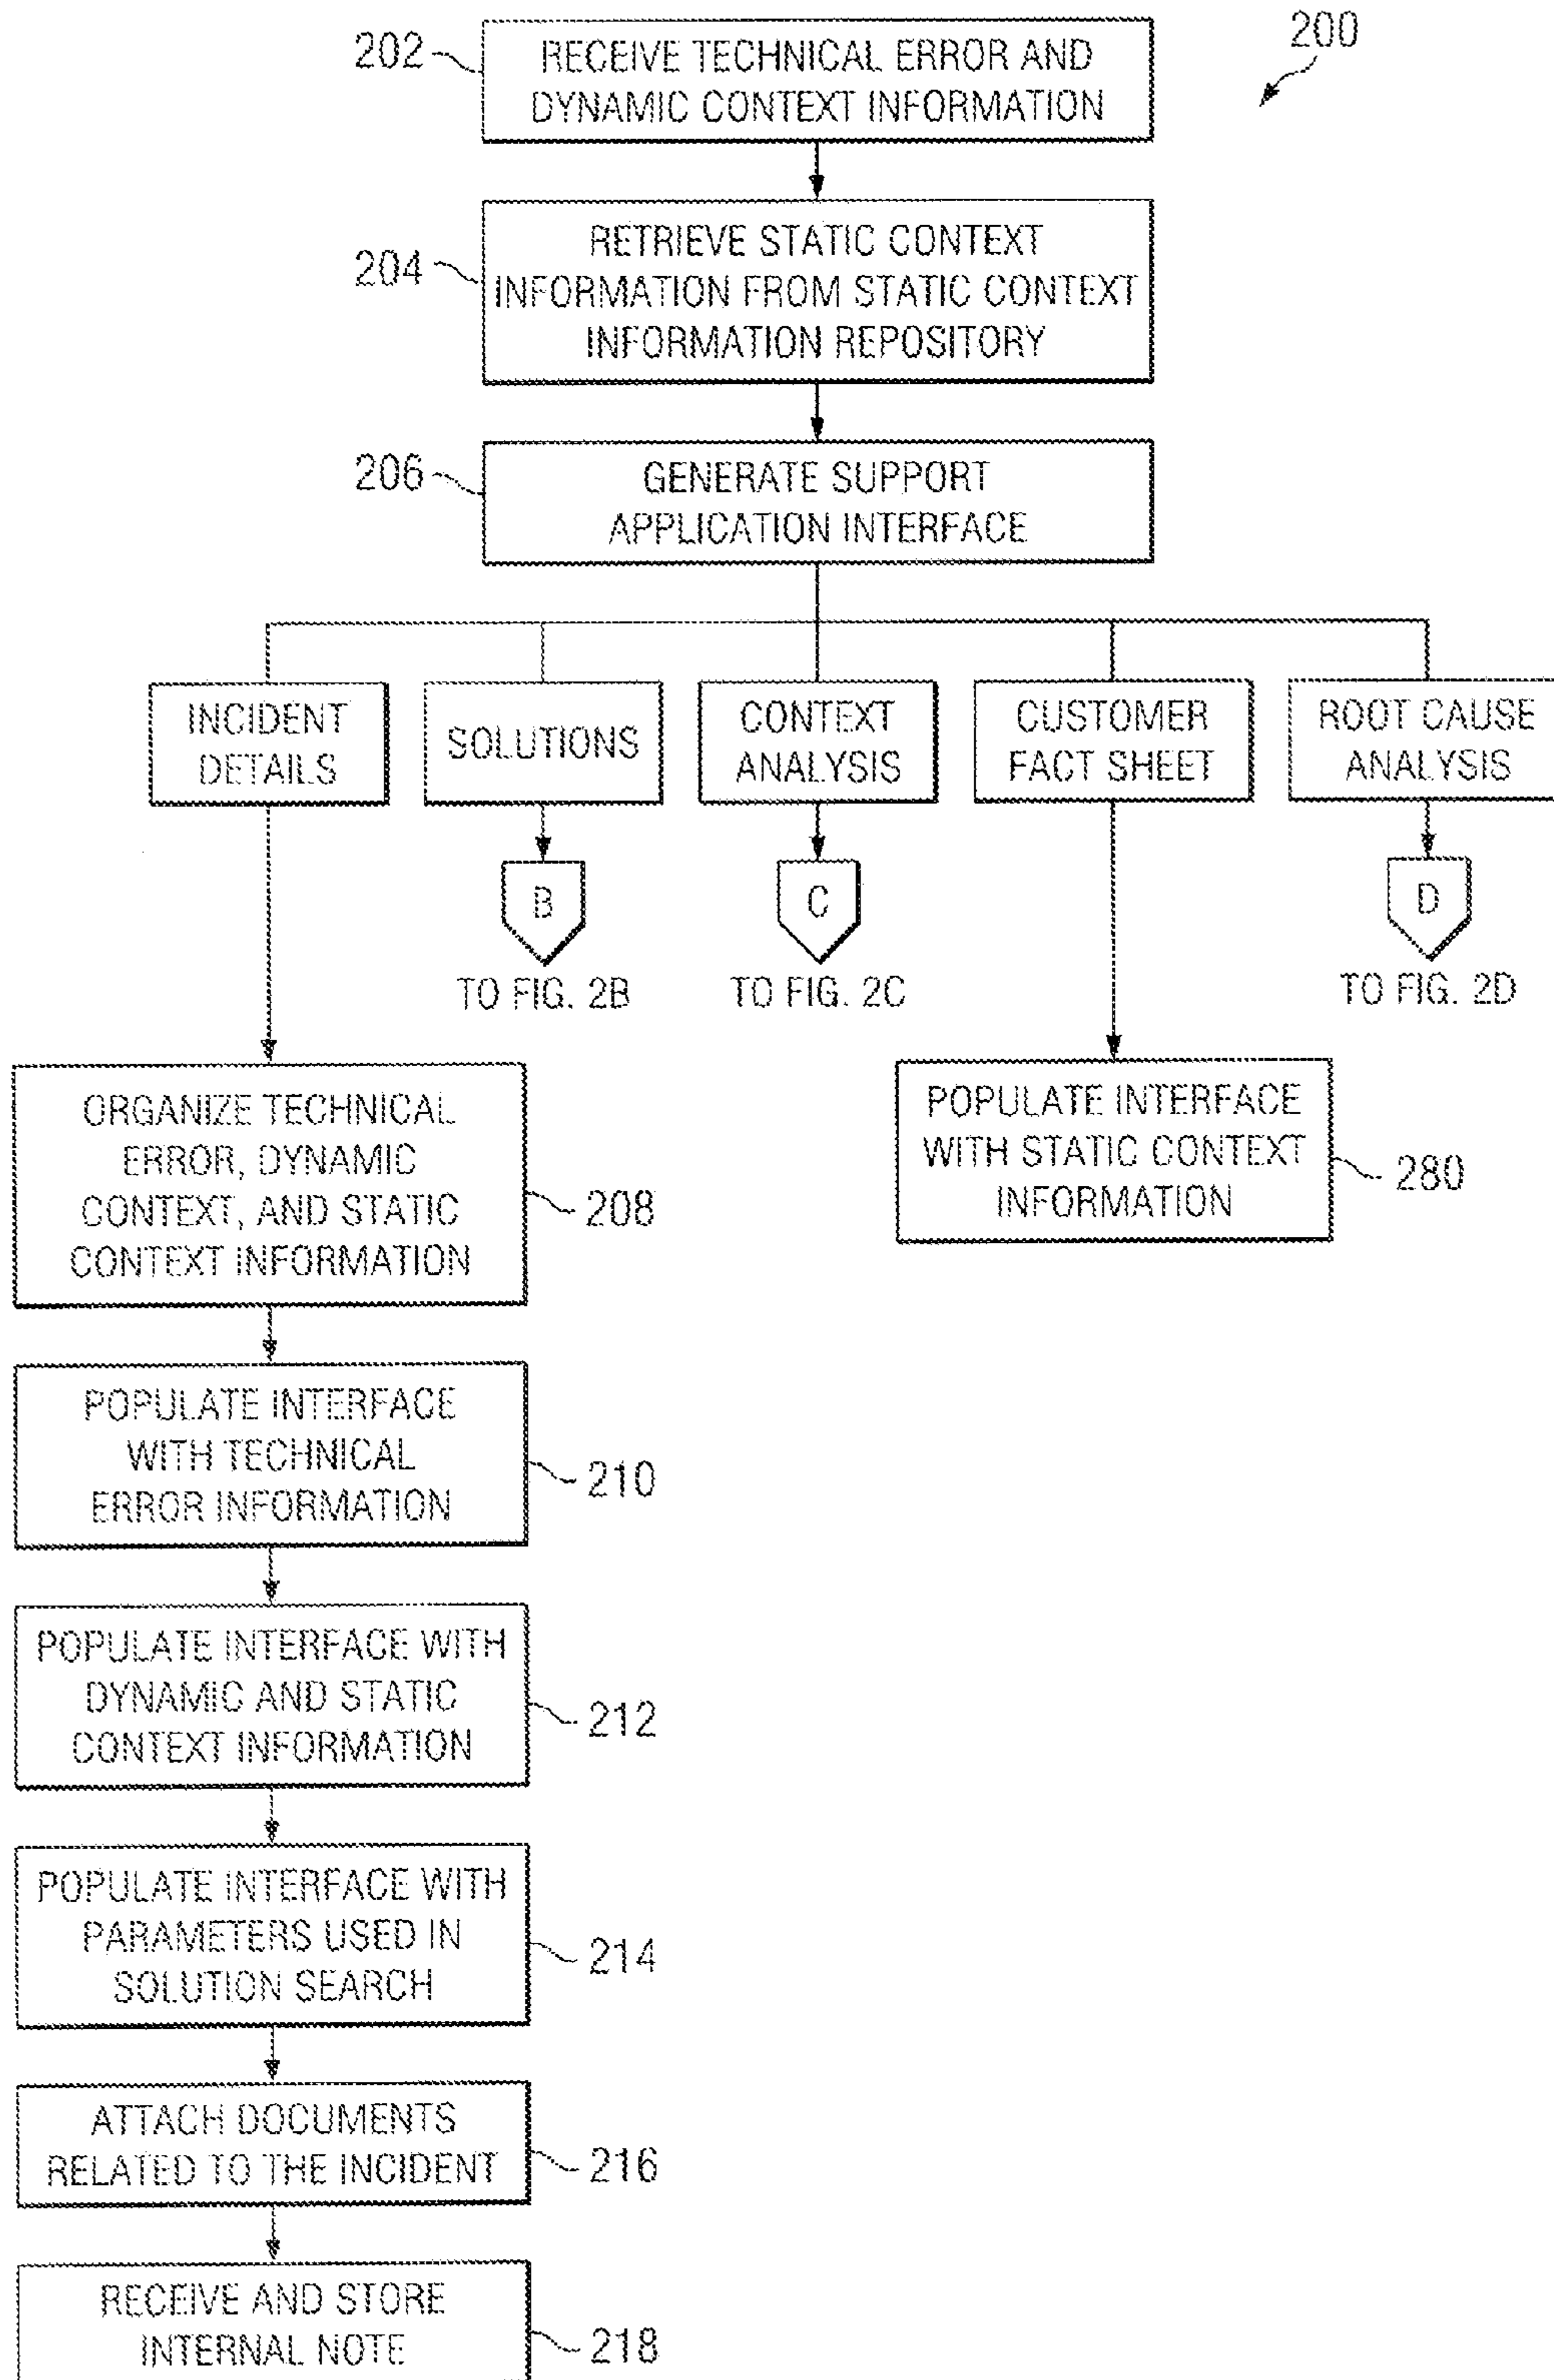 200
202
RECEIVE TECHNICAL ERROR AND
DYNAMIC CONTEXT INFORMATION
204
RETRIEVE STATIC CONTEXT
INFORMATION FROM STATIC CONTEXT
INFORMATION REPOSITORY
206
GENERATE SUPPORT
APPLICATION INTERFACE
INCIDENT
DETAILS
SOLUTIONS
CONTEXT
ANALYSIS
CUSTOMER
FACT SHEET
ROOT CAUSE
ANALYSIS
B
TO FIG. 2B
C
TO FIG. 2C
D
TO FIG. 2D
ORGANIZE TECHNICAL
ERROR, DYNAMIC
CONTEXT, AND STATIC
CONTEXT INFORMATION
208
POPULATE INTERFACE
WITH STATIC CONTEXT
INFORMATION
280
POPULATE INTERFACE
WITH TECHNICAL
ERROR INFORMATION
210
POPULATE INTERFACE WITH
DYNAMIC AND STATIC
CONTEXT INFORMATION
212
POPULATE INTERFACE WITH
PARAMETERS USED IN
SOLUTION SEARCH
214
ATTACH DOCUMENTS
RELATED TO THE INCIDENT
216
RECEIVE AND STORE
INTERNAL NOTE
218